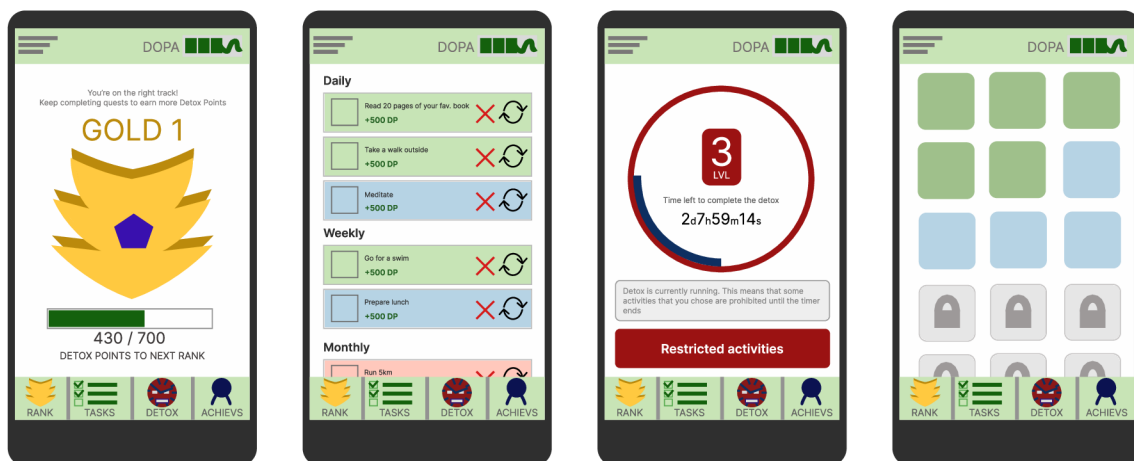 DOPA
You're on the right track!
Keep completing quests to earn more Detox Points
GOLD 1
430 / 700
DETOX POINTS TO NEXT RANK
RANK
TASKS
DETOX
ACHIEVS
DOPA
Daily
Read 20 pages of your fav. book
+500 DP
Take a walk outside
+500 DP
Meditate
+500 DP
Weekly
Go for a swim
+500 DP
Prepare lunch
+500 DP
Monthly
Run 5km
RANK
TASKS
DETOX
ACHIEVS
DOPA
3
LVL
Time left to complete the detox
2d7h59m14s
Detox is currently running. This means that some
activities that you chose are prohibited until the timer
ends
Restricted activities
RANK
TASKS
DETOX
ACHIEVS
DOPA
RANK
TASKS
DETOX
ACHIEVS